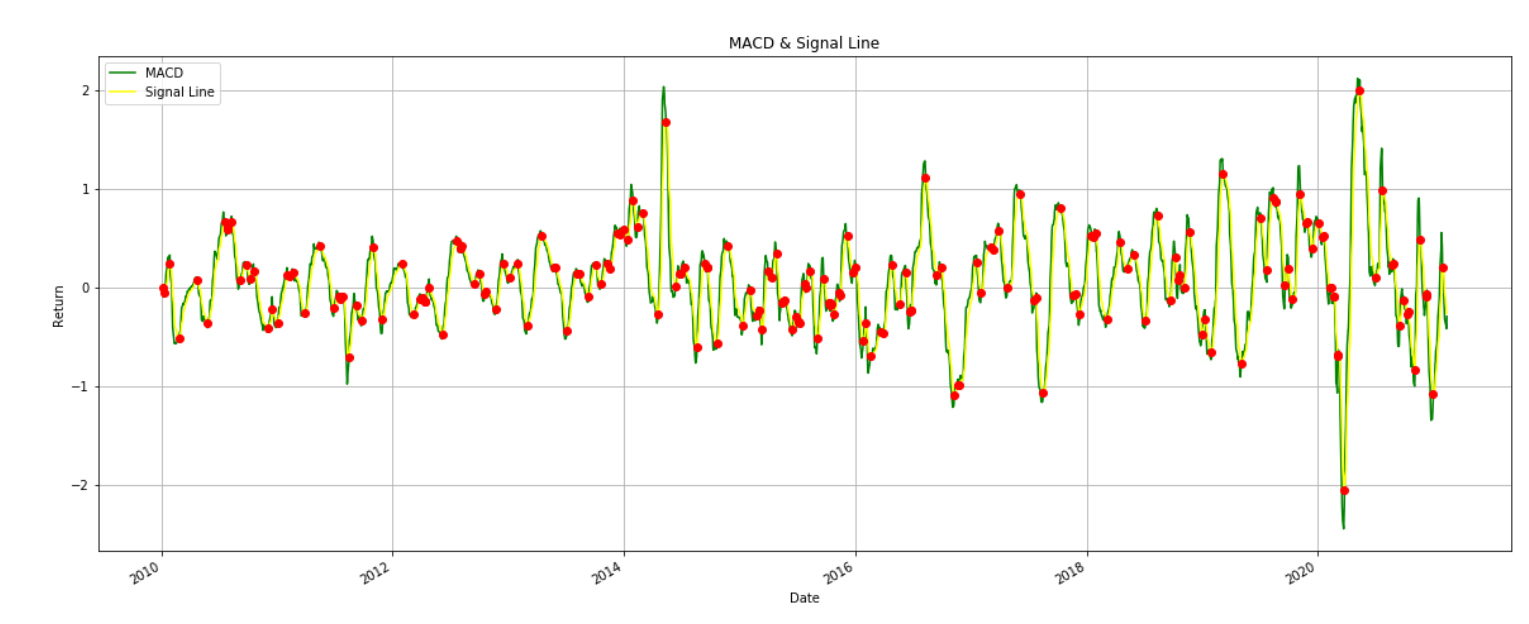 MACD & Signal Line
MACD
Signal Line
2
1
0
−1
−2
Return
2010
2012
2014
2016
2018
2020
Date